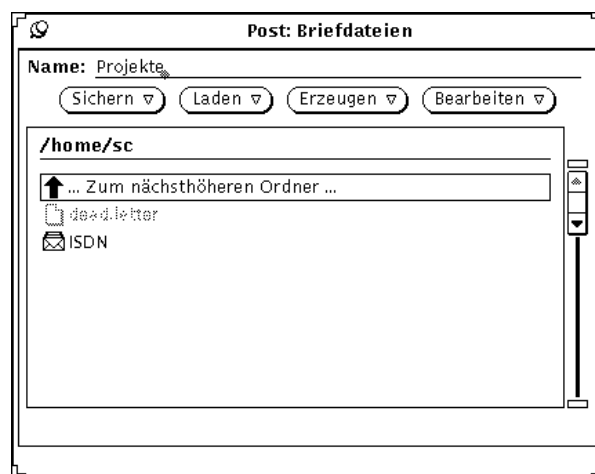 Post: Briefdateien
Name: Projekte
Sichern Laden Erzeugen Bearbeiten
/home/sc
... Zum nächsthöheren Ordner ...
dead.letter
ISDN